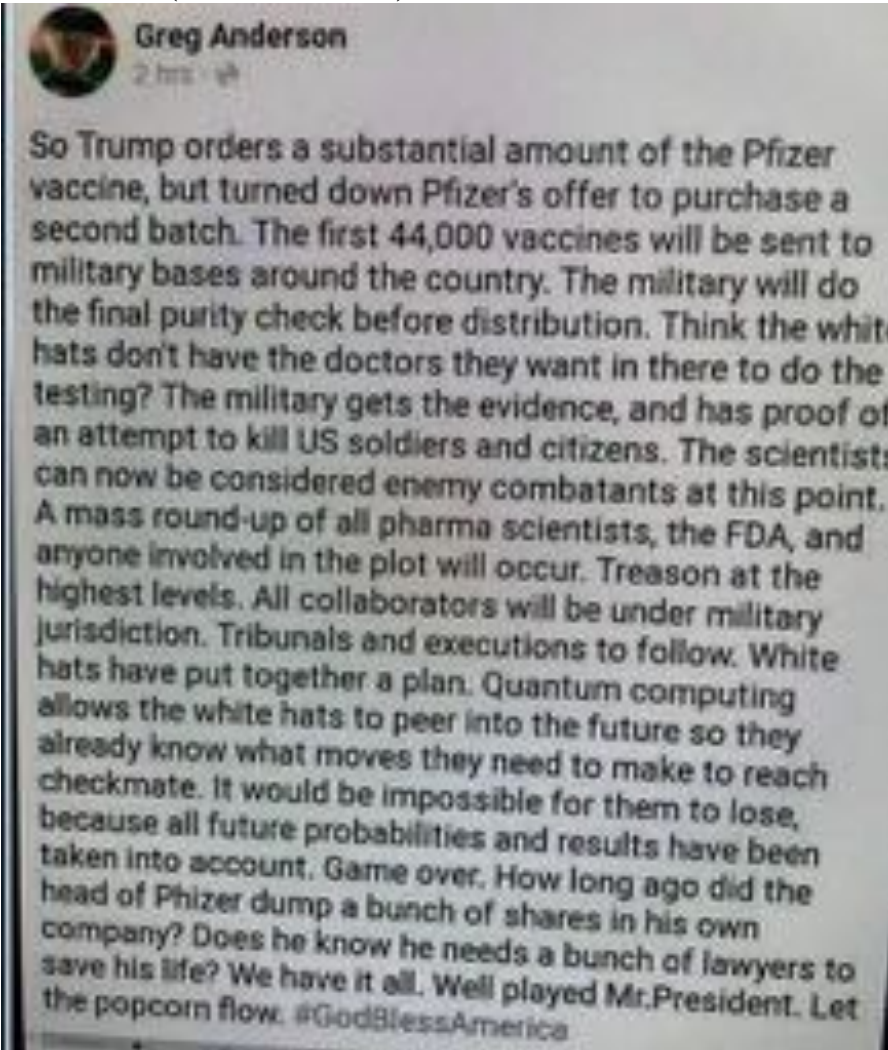 Greg Anderson
2 hrs
So Trump orders a substantial amount of the Pfizer
vaccine, but turned down Pfizer's offer to purchase a
second batch. The first 44,000 vaccines will be sent to
military bases around the country. The military will do
the final purity check before distribution. Think the white
hats don't have the doctors they want in there to do the
testing? The military gets the evidence, and has proof of
an attempt to kill US soldiers and citizens. The scientists
can now be considered enemy combatants at this point.
A mass round-up of all pharma scientists, the FDA, and
anyone involved in the plot will occur. Treason at the
highest levels. All collaborators will be under military
jurisdiction. Tribunals and executions to follow. White
hats have put together a plan. Quantum computing
allows the white hats to peer into the future so they
already know what moves they need to make to reach
checkmate. It would be impossible for them to lose,
because all future probabilities and results have been
taken into account. Game over. How long ago did the
head of Phizer dump a bunch of shares in his own
company? Does he know he needs a bunch of lawyers to
save his life? We have it all. Well played Mr.President. Let
the popcorn flow. #GodBlessAmerica